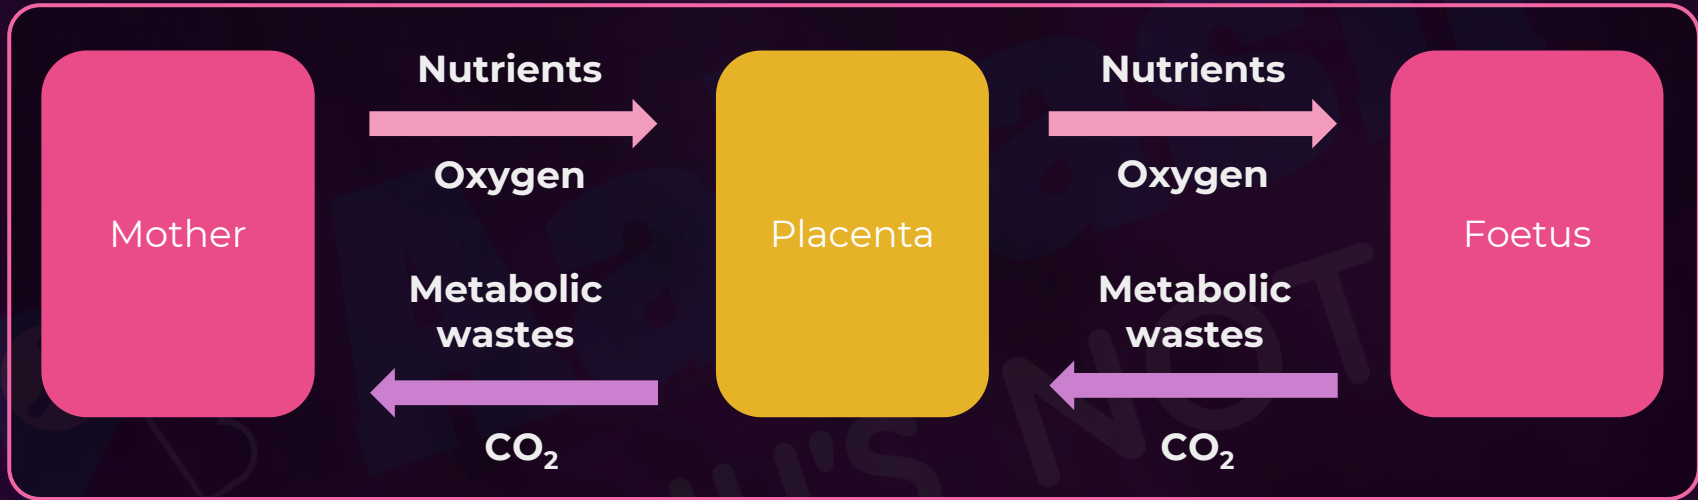 Nutrients
Oxygen
Mother
Metabolic
wastes
CO₂
Placenta
Nutrients
Oxygen
Metabolic
wastes
CO₂
Foetus